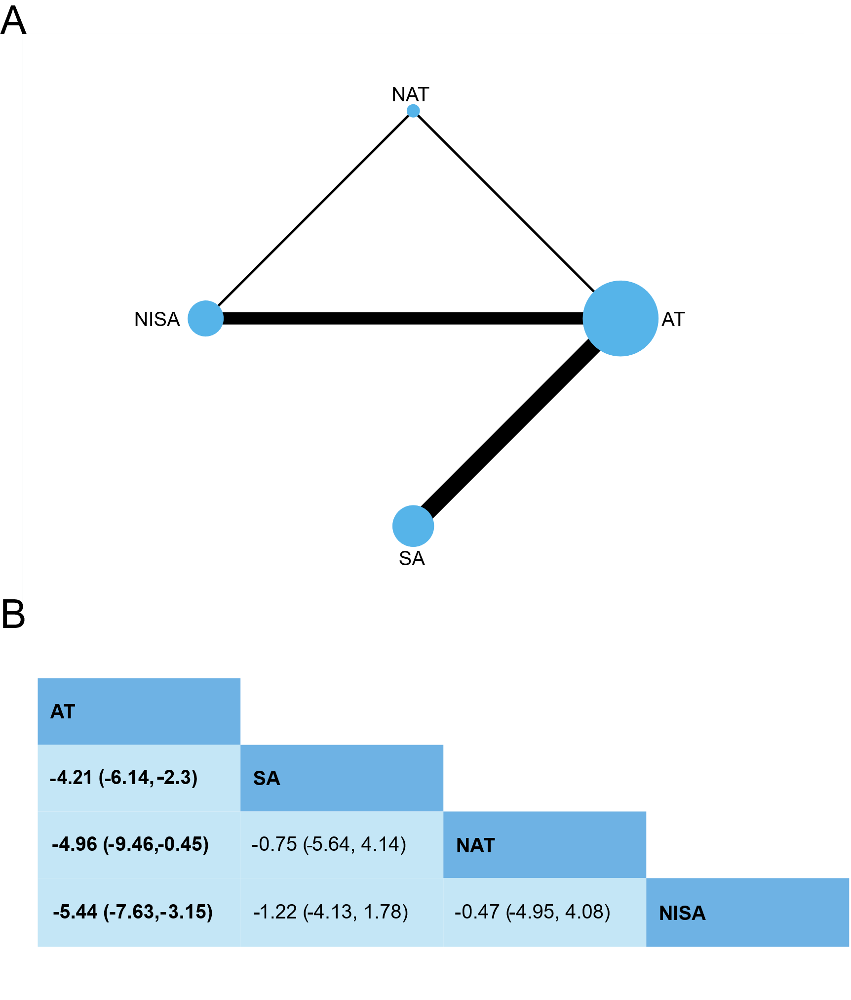 A
NAT
NISA
AT
SA
B
AT
-4.21 (-6.14,-2.3)
SA
-4.96 (-9.46,-0.45)
-0.75 (-5.64, 4.14)
NAT
-5.44 (-7.63,-3.15)
-1.22 (-4.13, 1.78)
-0.47 (-4.95, 4.08)
NISA